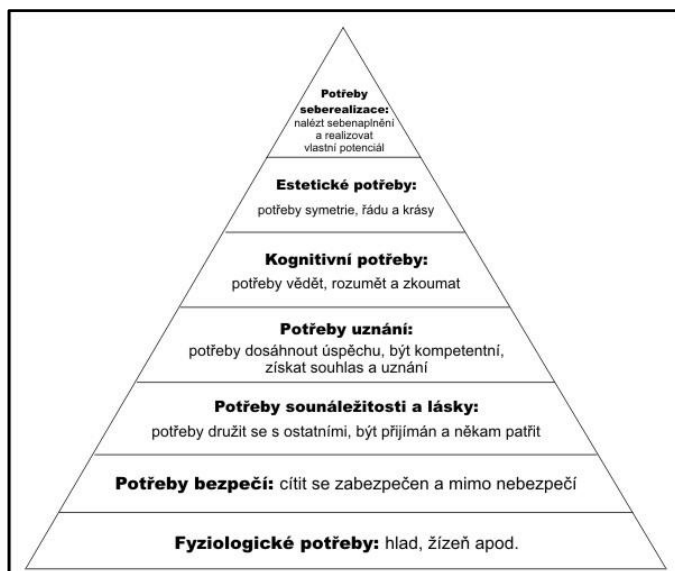 Potřeby
seberealizace:
nalézt sebenaplnění
a realizovat
vlastní potenciál
Estetické potřeby:
potřeby symetrie, řádu a krásy
Kognitivní potřeby:
potřeby vědět, rozumět a zkoumat
Potřeby uznání:
potřeby dosáhnout úspěchu, být kompetentní,
získat souhlas a uznání
Potřeby sounáležitosti a lásky:
potřeby družit se s ostatními, být přijímán a někam patřit
Potřeby bezpečí: cítit se zabezpečen a mimo nebezpečí
Fyziologické potřeby: hlad, žízeň apod.